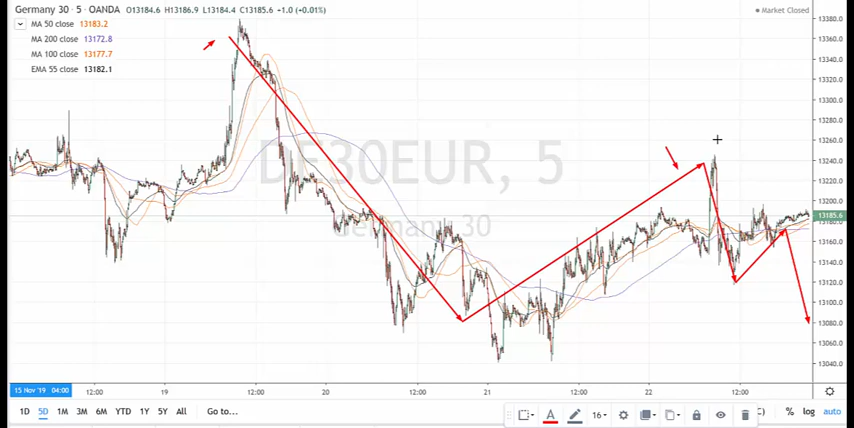 Germany 30 · 5 · OANDA O13184.6 H13186.9 L13184.4 C13185.6 +1.0 (+0.01%)
Market Closed
MA 50 close 13183.2
MA 200 close 13172.8
MA 100 close 13177.7
EMA 55 close 13182.1
DE30EUR, 5
Germany 30
13380.0
13360.0
13340.0
13320.0
13300.0
13280.0
13260.0
13240.0
13220.0
13200.0
13185.6
13180.0
13160.0
13140.0
13120.0
13100.0
13080.0
13060.0
13040.0
15 Nov '19 04:00 12:00 19 12:00 20 12:00 21 12:00 22 12:00
1D 5D 1M 3M 6M YTD 1Y 5Y All Go to... A 16 C) % log auto